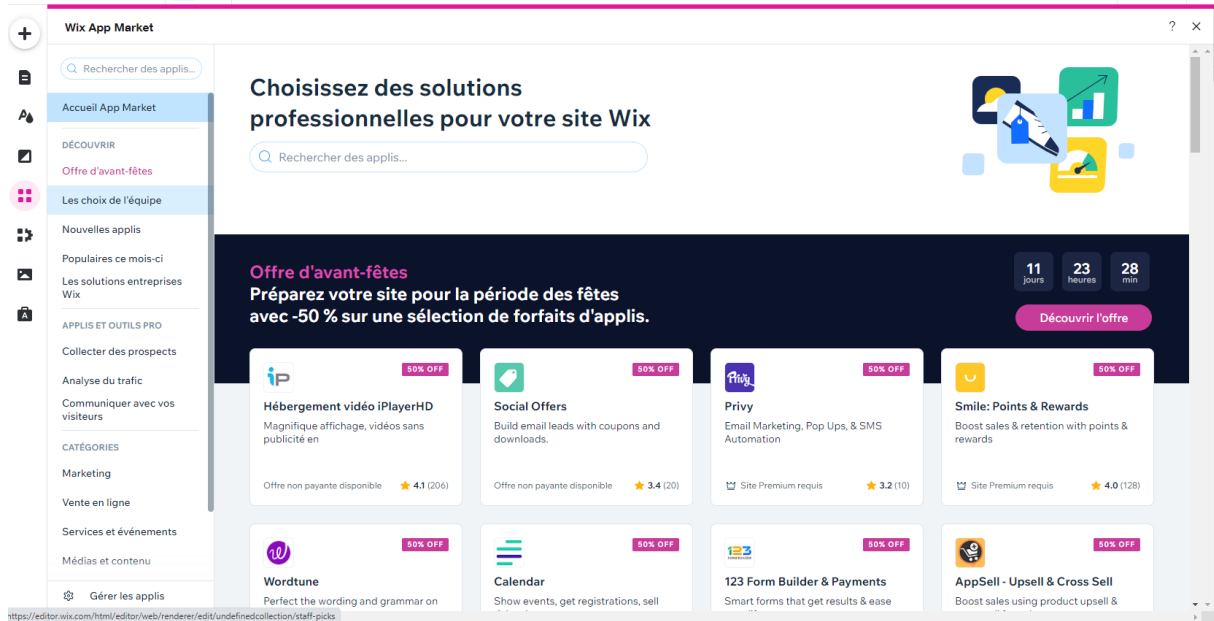 Wix App Market
?
Rechercher des applis...
Accueil App Market
DÉCOUVRIR
Offre d'avant-fêtes
Les choix de l'équipe
Nouvelles applis
Populaires ce mois-ci
Les solutions entreprises
Wix
APPLIS ET OUTILS PRO
Collecter des prospects
Analyse du trafic
Communiquer avec vos
visiteurs
CATÉGORIES
Marketing
Vente en ligne
Services et événements
Médias et contenu
Gérer les applis
Choisissez des solutions
professionnelles pour votre site Wix
Rechercher des applis...
Offre d'avant-fêtes
Préparez votre site pour la période des fêtes
avec -50 % sur une sélection de forfaits d'applis.
11 23 28
jours heures min
Découvrir l'offre
iP
50% OFF
Hébergement vidéo iPlayerHD
Magnifique affichage, vidéos sans
publicité en
Offre non payante disponible 4.1 (206)
50% OFF
Social Offers
Build email leads with coupons and
downloads.
Offre non payante disponible 3.4 (20)
Privy
50% OFF
Privy
Email Marketing, Pop Ups, & SMS
Automation
Site Premium requis 3.2 (10)
50% OFF
Smile: Points & Rewards
Boost sales & retention with points &
rewards
Site Premium requis 4.0 (128)
50% OFF
Wordtune
Perfect the wording and grammar on
50% OFF
Calendar
Show events, get registrations, sell
123
50% OFF
123 Form Builder & Payments
Smart forms that get results & ease
50% OFF
AppSell - Upsell & Cross Sell
Boost sales using product upsell &
https://editor.wix.com/html/editor/web/renderer/edit/undefinedcollection/staff-picks